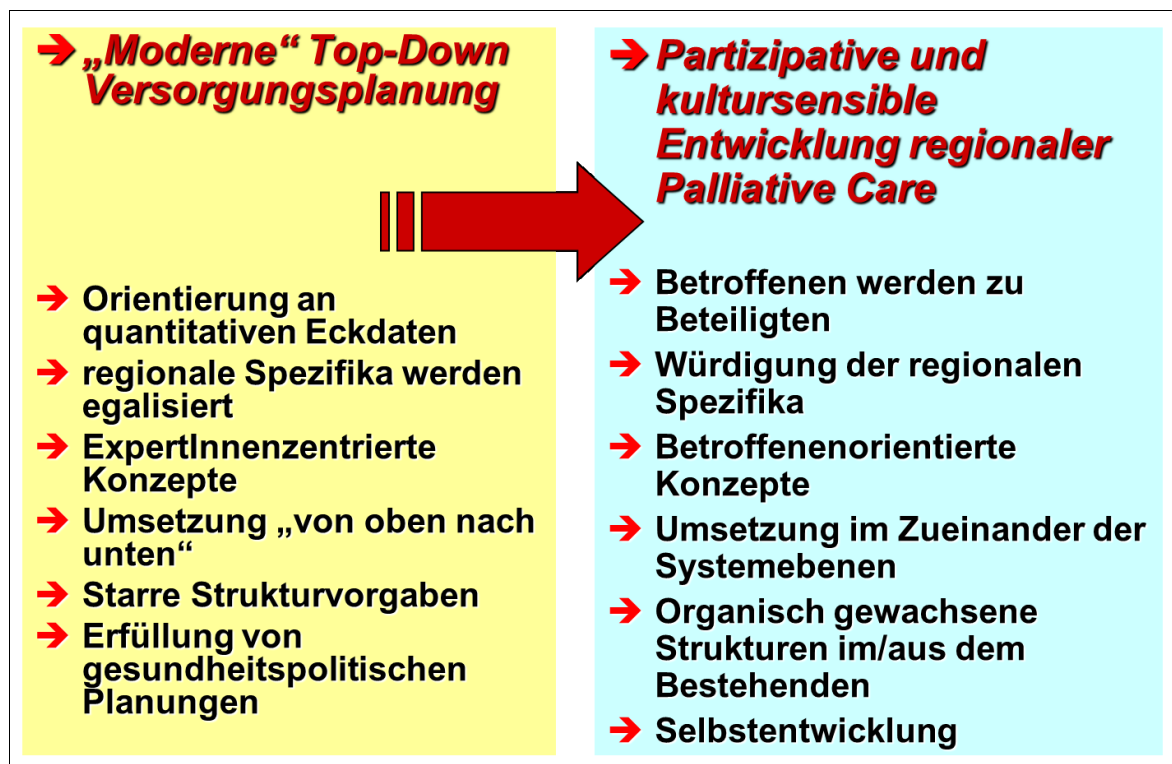 ➔ „Moderne“ Top-Down
Versorgungsplanung
➔ Orientierung an
quantitativen Eckdaten
➔ regionale Spezifika werden
egalisiert
➔ ExpertInnenzentrierte
Konzepte
➔ Umsetzung „von oben nach
unten“
➔ Starre Strukturvorgaben
➔ Erfüllung von
gesundheitspolitischen
Planungen
➔ Partizipative und
kultursensible
Entwicklung regionaler
Palliative Care
➔ Betroffenen werden zu
Beteiligten
➔ Würdigung der regionalen
Spezifika
➔ Betroffenenorientierte
Konzepte
➔ Umsetzung im Zueinander der
Systemebenen
➔ Organisch gewachsene
Strukturen im/aus dem
Bestehenden
➔ Selbstentwicklung